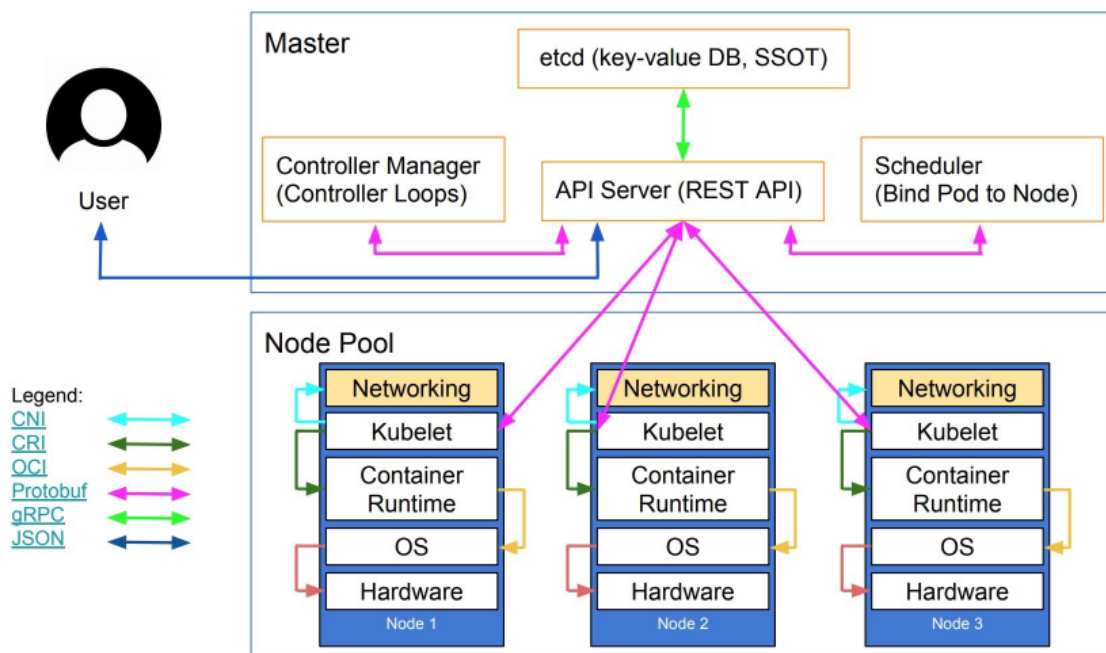 Master
etcd (key-value DB, SSOT)
Controller Manager
(Controller Loops)
API Server (REST API)
Scheduler
(Bind Pod to Node)
User
Node Pool
Networking
Kubelet
Container
Runtime
OS
Hardware
Node 1
Networking
Kubelet
Container
Runtime
OS
Hardware
Node 2
Networking
Kubelet
Container
Runtime
OS
Hardware
Node 3
Legend:
CNI
CRI
OCI
Protobuf
gRPC
JSON